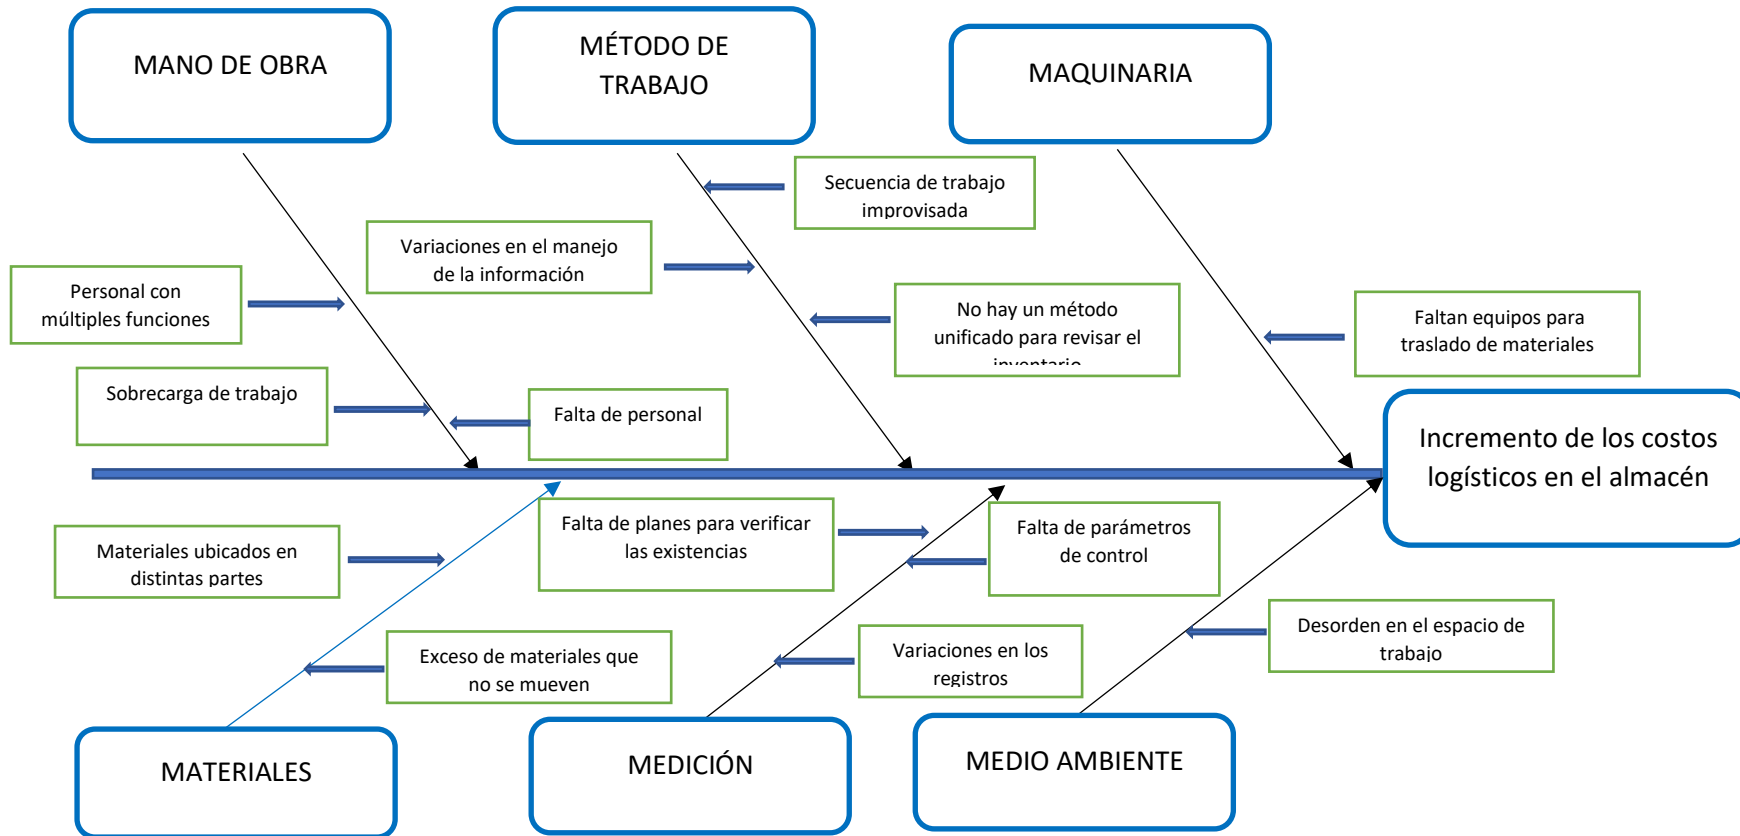 MANO DE OBRA
MÉTODO DE
TRABAJO
MAQUINARIA
Secuencia de trabajo
improvisada
Variaciones en el manejo
de la información
Personal con
múltiples funciones
No hay un método
unificado para revisar el
inventario
Faltan equipos para
traslado de materiales
Sobrecarga de trabajo
Falta de personal
Incremento de los costos
logísticos en el almacén
Materiales ubicados en
distintas partes
Falta de planes para verificar
las existencias
Falta de parámetros
de control
Exceso de materiales que
no se mueven
Variaciones en los
registros
Desorden en el espacio de
trabajo
MATERIALES
MEDICIÓN
MEDIO AMBIENTE